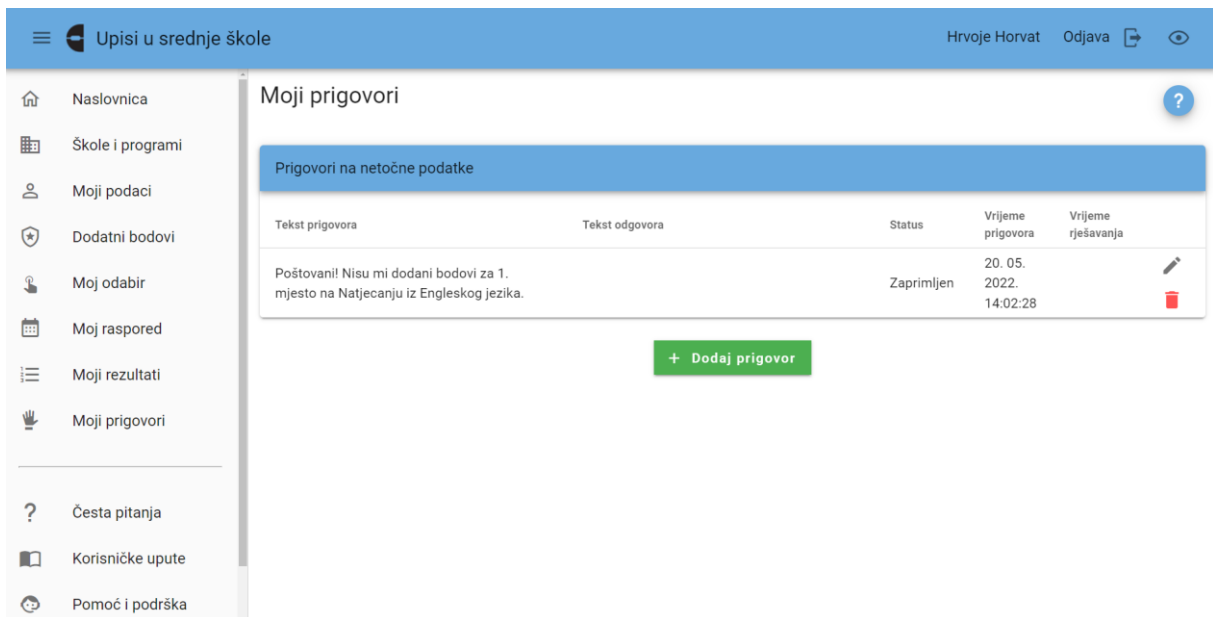 Upisi u srednje škole
Hrvoje Horvat
Odjava
Naslovnica
Škole i programi
Moji podaci
Dodatni bodovi
Moj odabir
Moj raspored
Moji rezultati
Moji prigovori
Česta pitanja
Korisničke upute
Pomoć i podrška
Moji prigovori
?
Prigovori na netočne podatke
Tekst prigovora
Tekst odgovora
Status
Vrijeme
prigovora
Vrijeme
rješavanja
Poštovani! Nisu mi dodani bodovi za 1.
mjesto na Natjecanju iz Engleskog jezika.
Zaprimljen
20. 05.
2022.
14:02:28
+ Dodaj prigovor